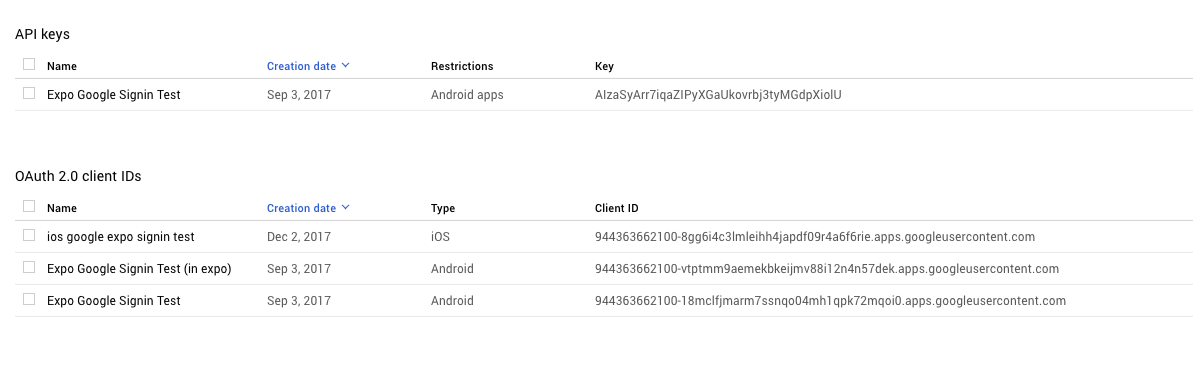 API keys
Name Creation date Restrictions Key
Expo Google Signin Test Sep 3, 2017 Android apps AIzaSyArr7iqaZIPyXGaUkovrbj3tyMGdpXiolU
OAuth 2.0 client IDs
Name Creation date Type Client ID
ios google expo signin test Dec 2, 2017 iOS 944363662100-8gg6i4c3lmleihh4japdf09r4a6f6rie.apps.googleusercontent.com
Expo Google Signin Test (in expo) Sep 3, 2017 Android 944363662100-vtptmm9aemekbkeijmv88i12n4n57dek.apps.googleusercontent.com
Expo Google Signin Test Sep 3, 2017 Android 944363662100-18mclfjmarm7ssnqo04mh1qpk72mqoi0.apps.googleusercontent.com